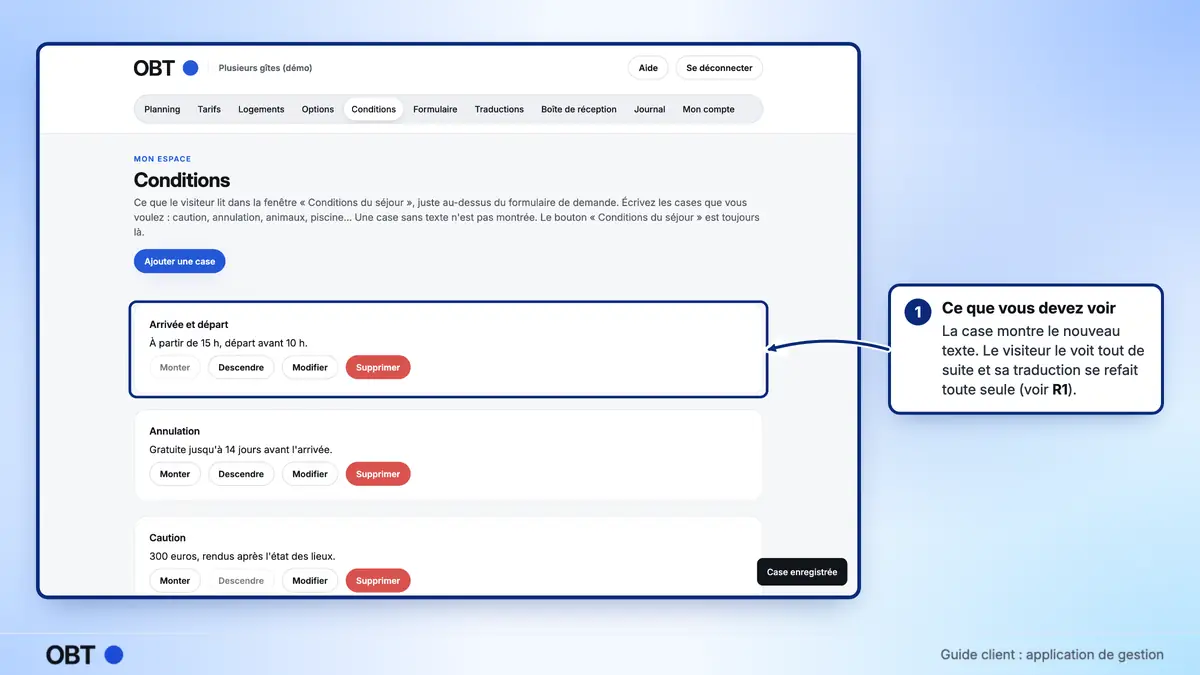 OBT
Plusieurs gîtes (démo)
Aide
Se déconnecter
Planning
Tarifs
Logements
Options
Conditions
Formulaire
Traductions
Boîte de réception
Journal
Mon compte
MON ESPACE
Conditions
Ce que le visiteur lit dans la fenêtre « Conditions du séjour », juste au-dessus du formulaire de demande. Écrivez les cases que vous
voulez : caution, annulation, animaux, piscine... Une case sans texte n'est pas montrée. Le bouton « Conditions du séjour » est toujours
là.
Ajouter une case
Arrivée et départ
À partir de 15 h, départ avant 10 h.
Monter
Descendre
Modifier
Supprimer
Annulation
Gratuite jusqu'à 14 jours avant l'arrivée.
Monter
Descendre
Modifier
Supprimer
Caution
300 euros, rendus après l'état des lieux.
Monter
Descendre
Modifier
Supprimer
Case enregistrée
1
Ce que vous devez voir
La case montre le nouveau
texte. Le visiteur le voit tout de
suite et sa traduction se refait
toute seule (voir R1).
OBT
Guide client : application de gestion